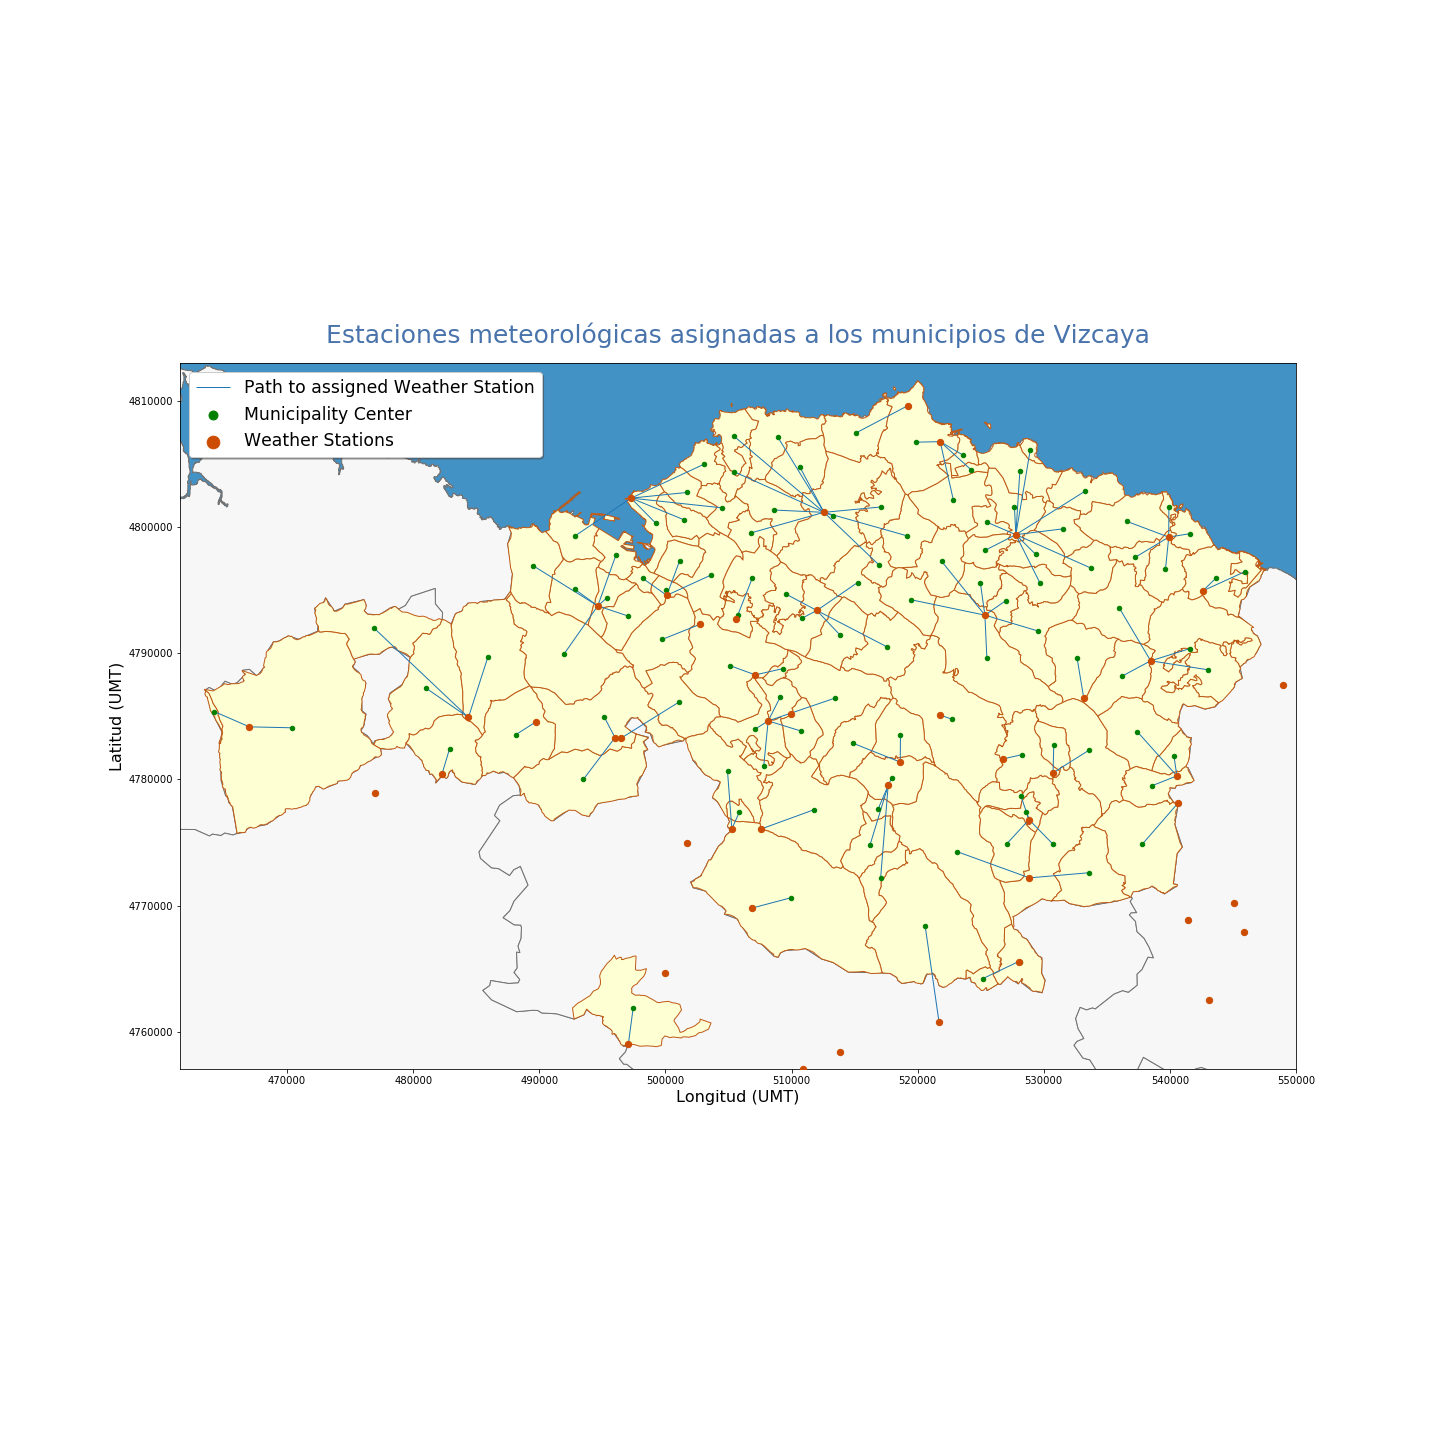 Estaciones meteorológicas asignadas a los municipios de Vizcaya
Path to assigned Weather Station
Municipality Center
Weather Stations
Latitud (UMT)
4810000
4800000
4790000
4780000
4770000
4760000
470000 480000 490000 500000 510000 520000 530000 540000 550000
Longitud (UMT)